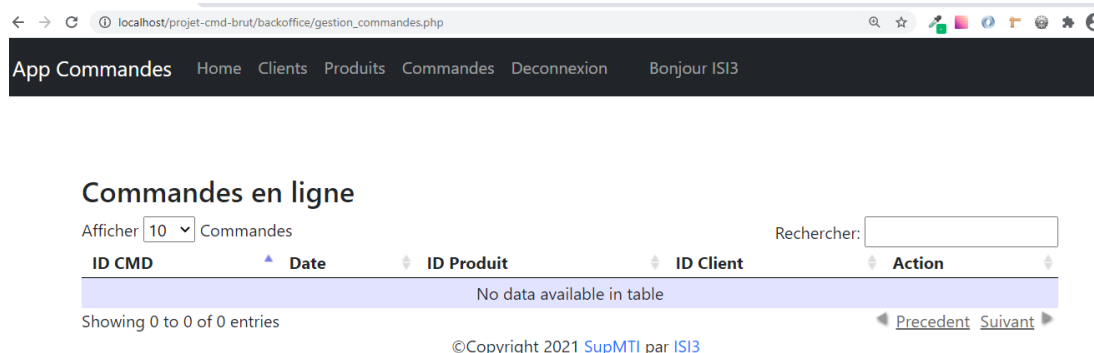 localhost/projet-cmd-brut/backoffice/gestion_commandes.php
App Commandes Home Clients Produits Commandes Deconnexion Bonjour ISI3
Commandes en ligne
Afficher 10 Commandes Rechercher:
ID CMD Date ID Produit ID Client Action
No data available in table
Showing 0 to 0 of 0 entries Precedent Suivant
©Copyright 2021 SupMTI par ISI3